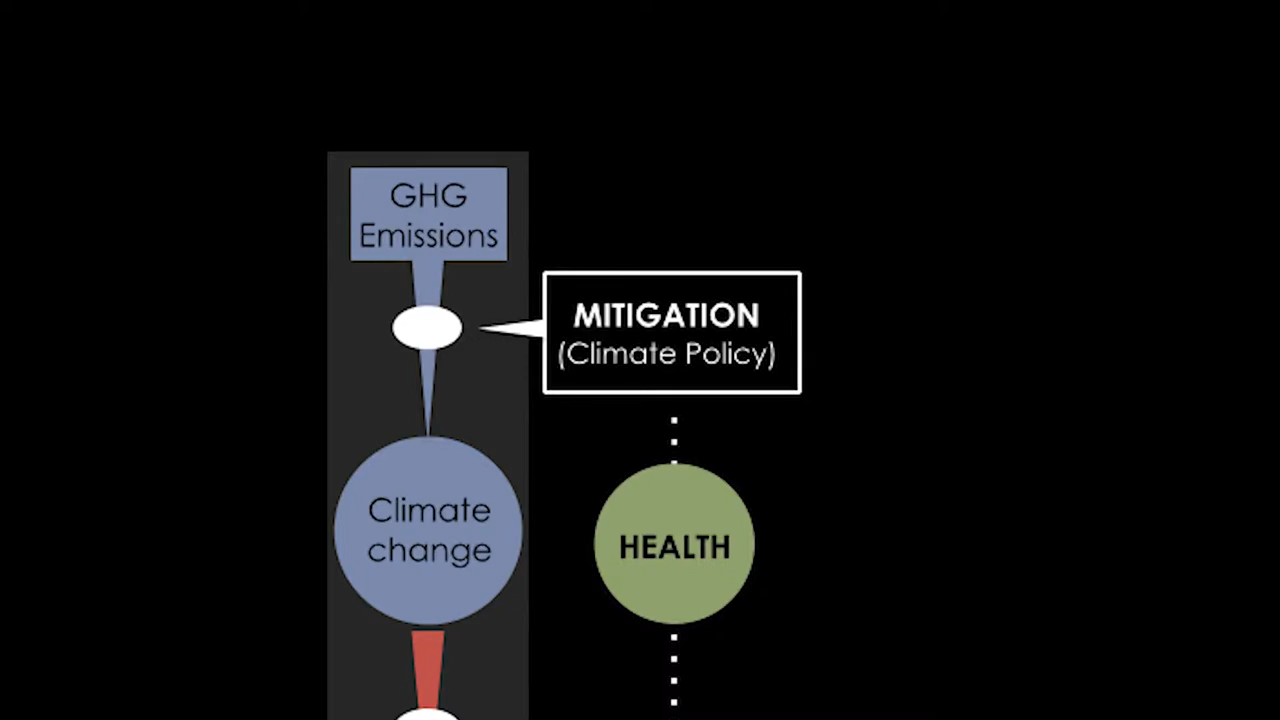 GHG
Emissions
MITIGATION
(Climate Policy)
Climate
change
HEALTH